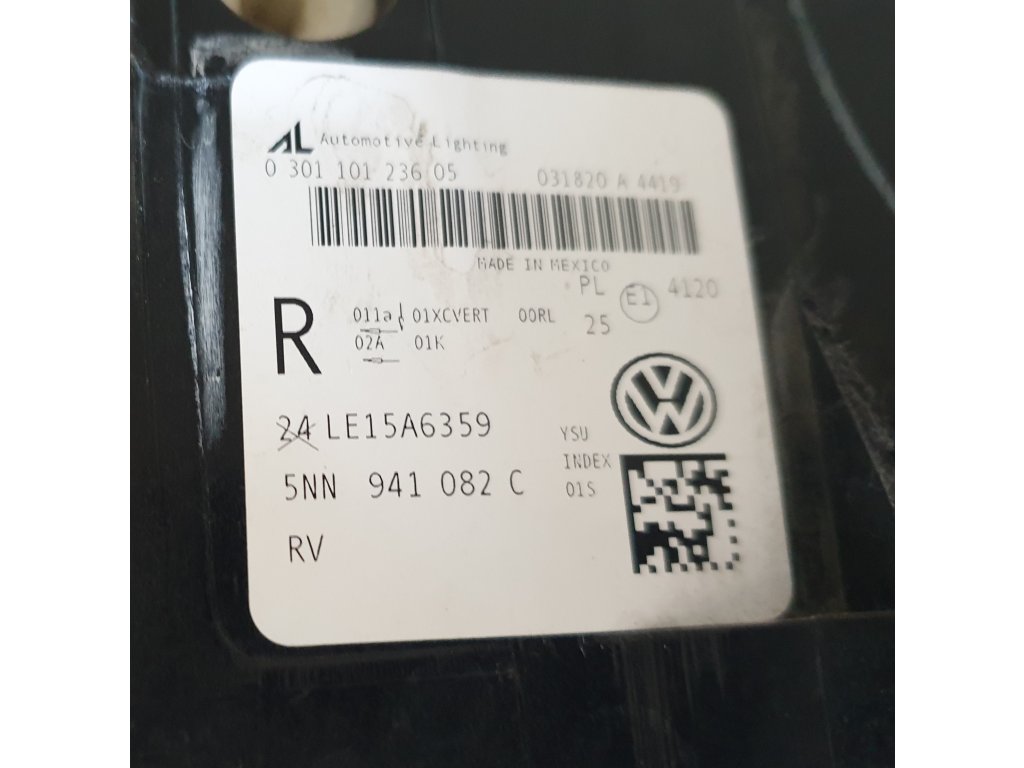 AL Automotive Lighting
0 301 101 236 05 031820 A 4419
MADE IN MEXICO
PL E1 4120
25
R 011a 01XCVERT 00RL
02A 01K
24 LE15A6359
YSU
5NN 941 082 C INDEX
01S
RV